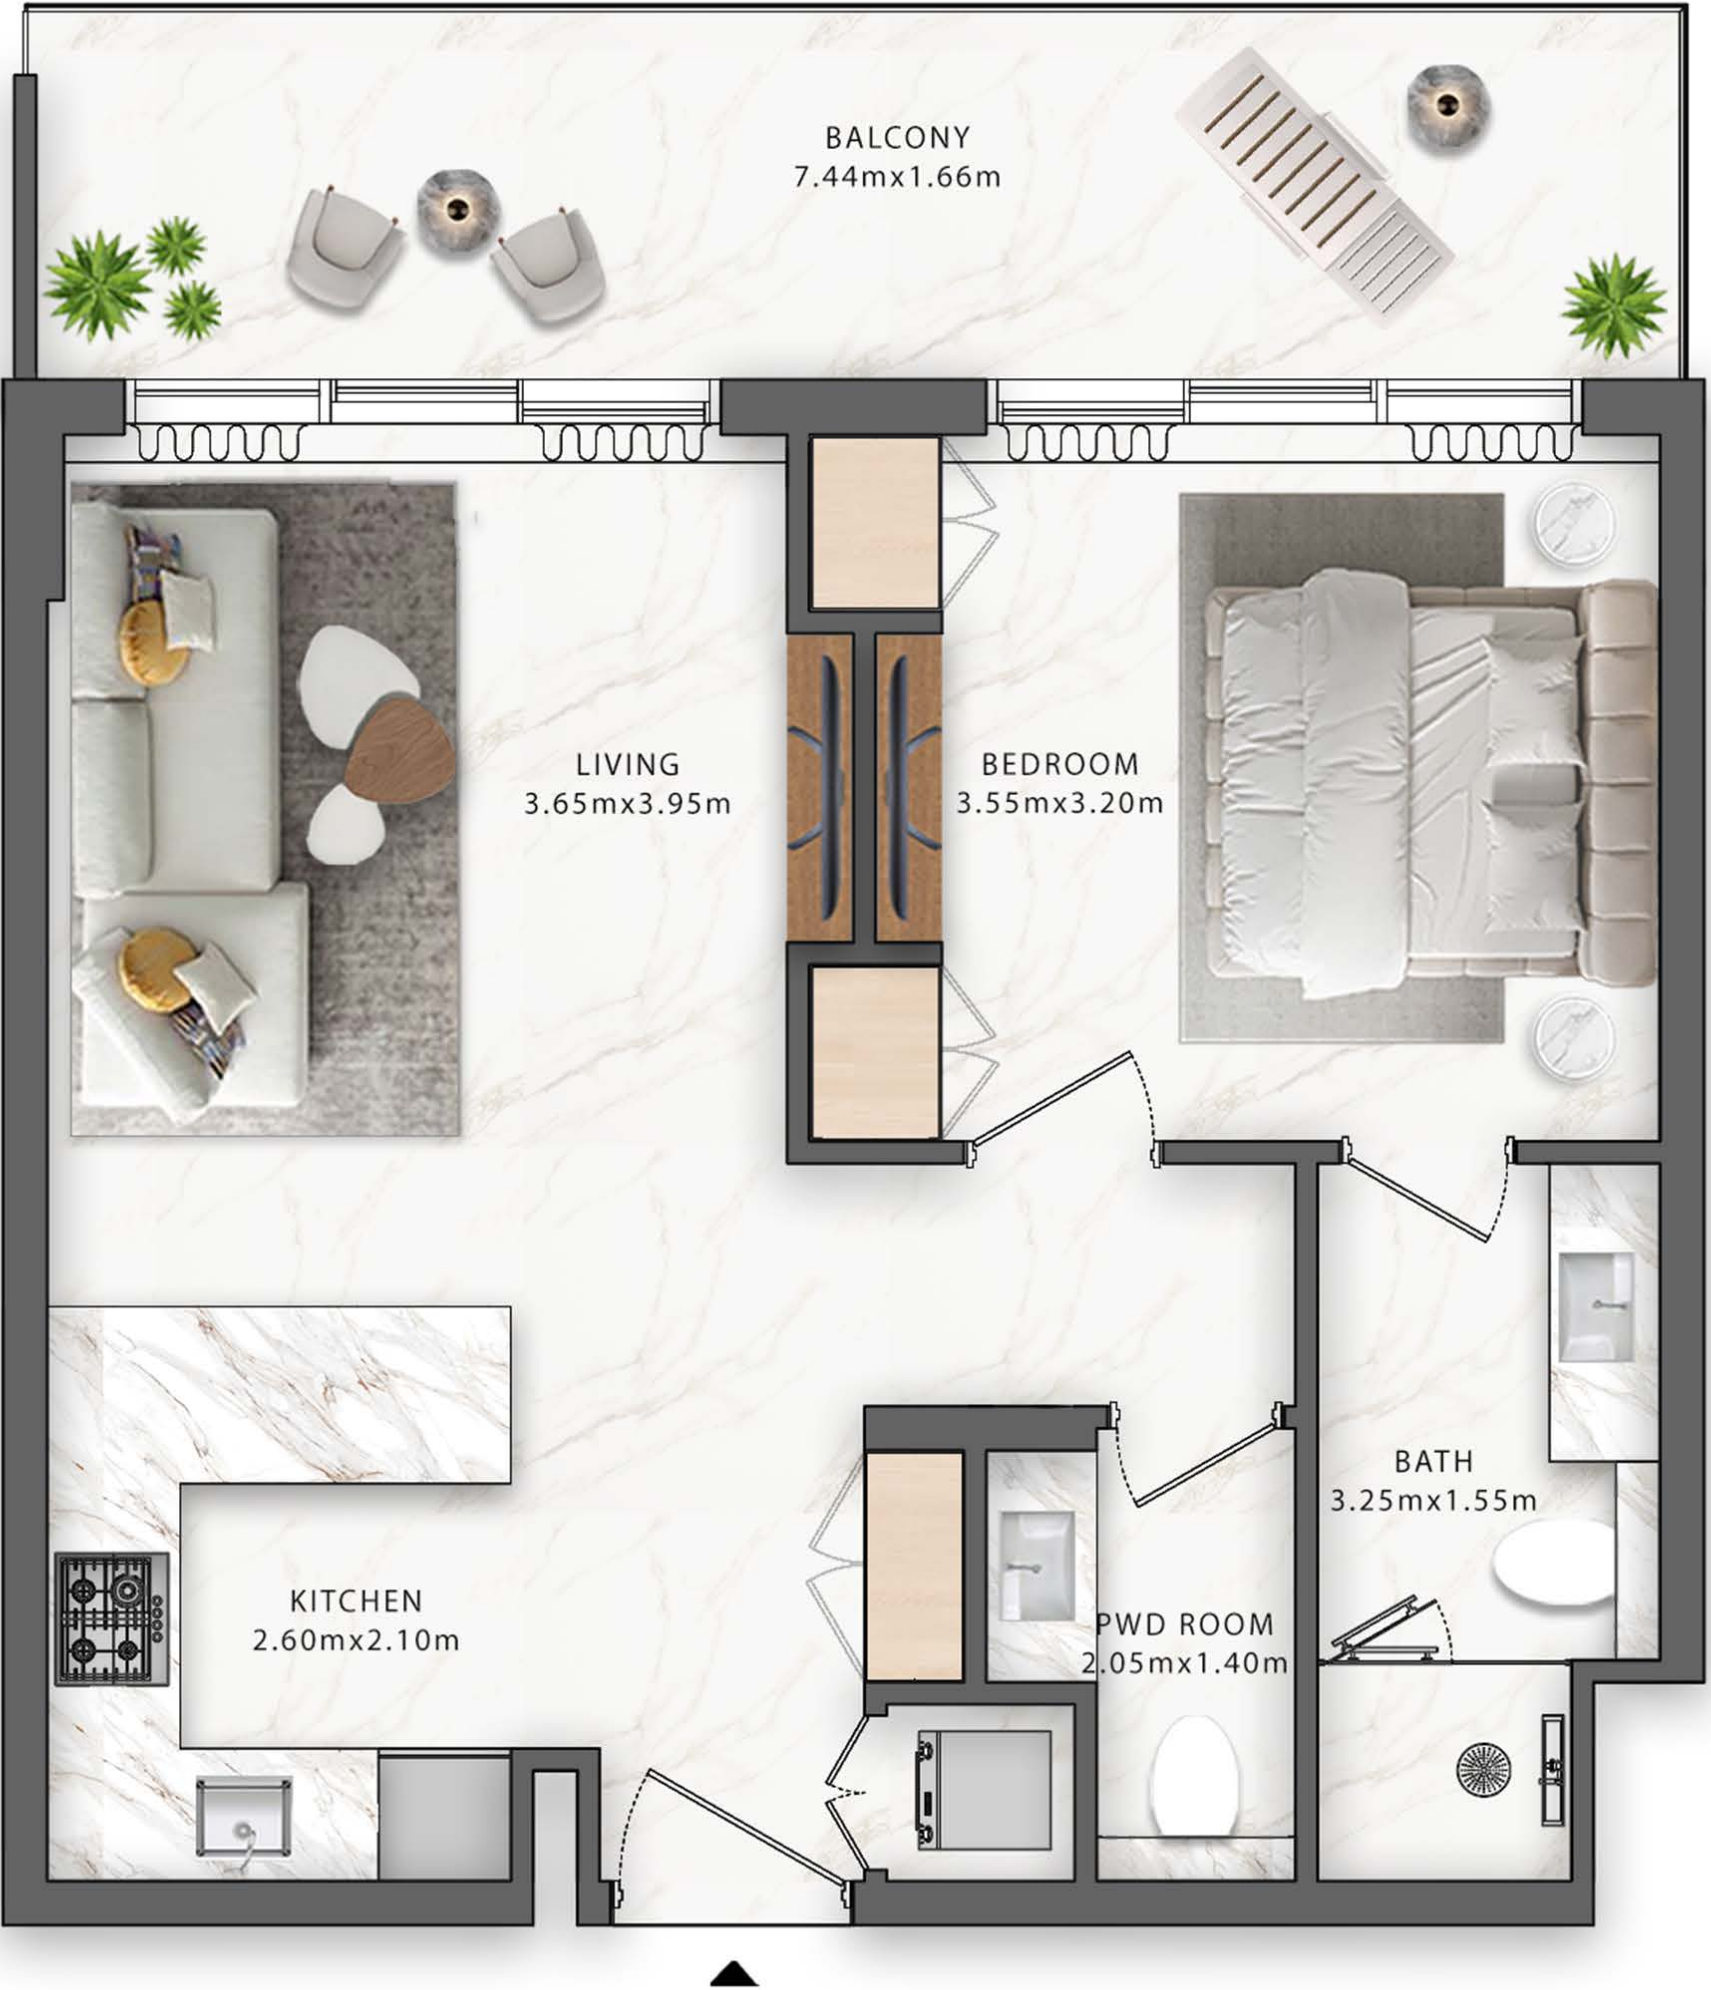 BALCONY
7.44mx1.66m
LIVING
3.65mx3.95m
BEDROOM
3.55mx3.20m
BATH
3.25mx1.55m
KITCHEN
2.60mx2.10m
PWD ROOM
2.05mx1.40m